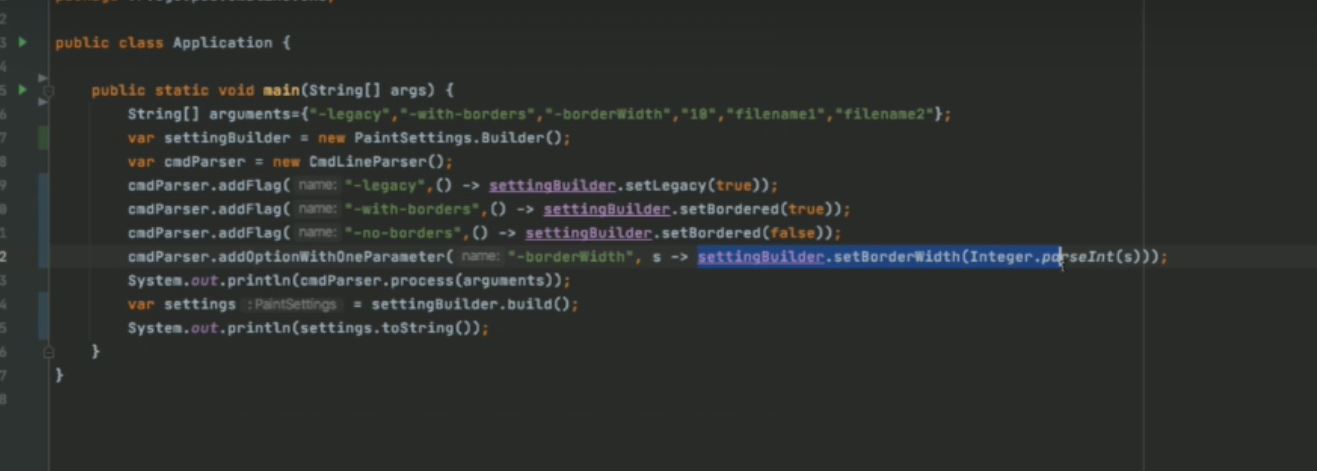 3 public class Application {
4
5 public static void main(String[] args) {
6 String[] arguments={"-legacy","-with-borders","-borderWidth","10","filename1","filename2"};
7 var settingBuilder = new PaintSettings.Builder();
8 var cmdParser = new CmdLineParser();
9 cmdParser.addFlag( name: "-legacy",() -> settingBuilder.setLegacy(true));
0 cmdParser.addFlag( name: "-with-borders",() -> settingBuilder.setBordered(true));
1 cmdParser.addFlag( name: "-no-borders",() -> settingBuilder.setBordered(false));
2 cmdParser.addOptionWithOneParameter( name: "-borderWidth", s -> settingBuilder.setBorderWidth(Integer.parseInt(s)));
3 System.out.println(cmdParser.process(arguments));
4 var settings : PaintSettings = settingBuilder.build();
5 System.out.println(settings.toString());
6 }
7 }
8